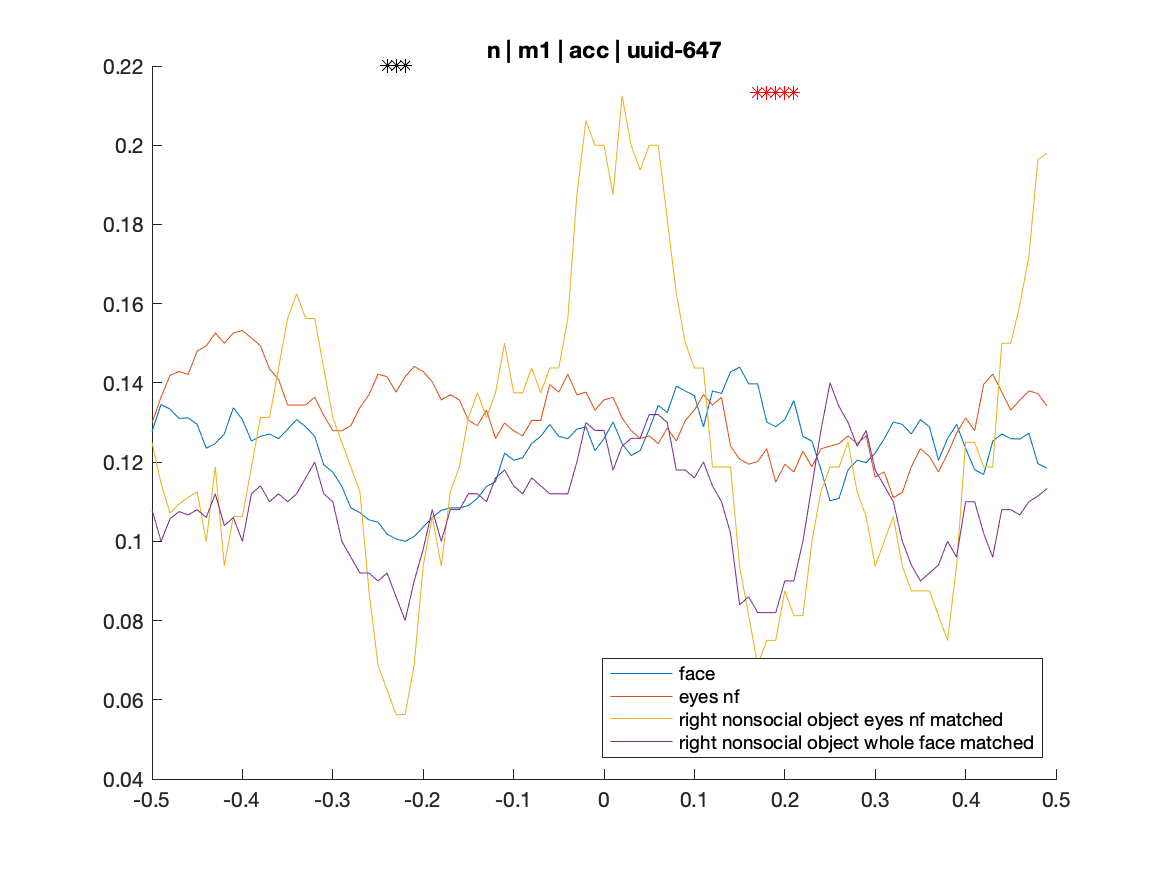 n | m1 | acc | uuid-647
0.22
0.2
0.18
0.16
0.14
0.12
0.1
0.08
0.06
0.04
-0.5 -0.4 -0.3 -0.2 -0.1 0 0.1 0.2 0.3 0.4 0.5
face
eyes nf
right nonsocial object eyes nf matched
right nonsocial object whole face matched